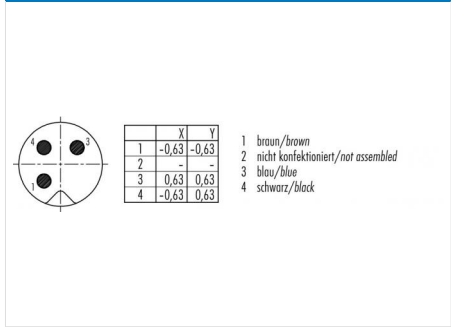 4
3
1
X Y
1 -0,63 -0,63
2 - -
3 0,63 0,63
4 -0,63 0,63
1 braun/brown
2 nicht konfektioniert/not assembled
3 blau/blue
4 schwarz/black